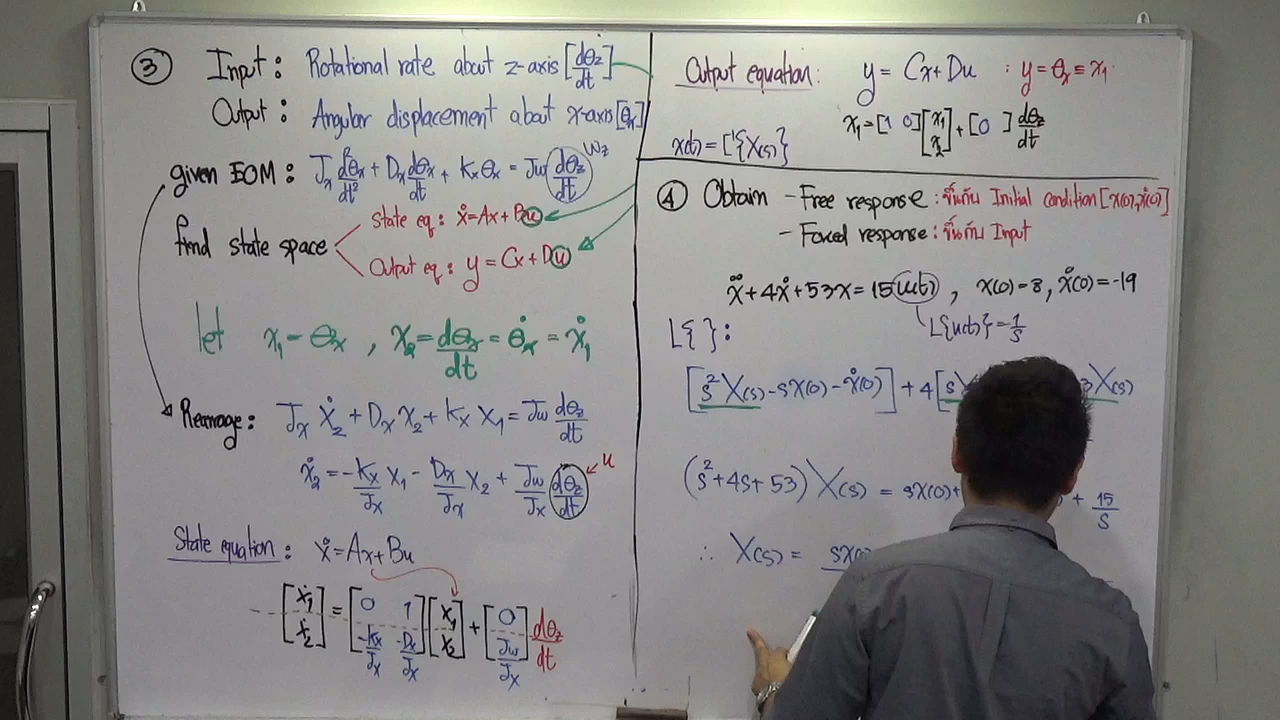 ③ Input: Rotational rate about z-axis [dθz/dt]
Output: Angular displacement about x-axis [θx]
given EOM: Jx d²θx/dt² + Dx dθx/dt + Kx θx = Jω dθz/dt ωz
find state space
State eq: ẋ=Ax+Bu
Output eq: y=Cx+Du
let x₁=θx , x₂=dθx/dt=θ̇x=ẋ₁
Rearrange: Jx ẋ₂+Dx x₂+Kx x₁=Jω dθz/dt
ẋ₂=-Kx/Jx x₁-Dx/Jx x₂+Jω/Jx dθz/dt u
State equation: ẋ=Ax+Bu
[ẋ₁ ẋ₂]=[0 1 -Kx/Jx -Dx/Jx][x₁ x₂]+[0 Jω/Jx] dθz/dt
Output equation: y=Cx+Du : y=θx≡x₁
x₁=[1 0][x₁ x₂]+[0 ] dθz/dt
x(t)=L⁻¹{X(s)}
④ Obtain - Free response: ขึ้นกับ Initial condition [x(0),ẋ(0)]
- Forced response: ขึ้นกับ Input
ẍ+4ẋ+53x=15u(t) , x(0)=8, ẋ(0)=-19
L{u(t)}=1/s
L{ }:
[s²X(s)-sx(0)-ẋ(0)]+4[s X(s)
(s²+4s+53)X(s)=sx(0)+ + 15/s
∴ X(s)= sx(